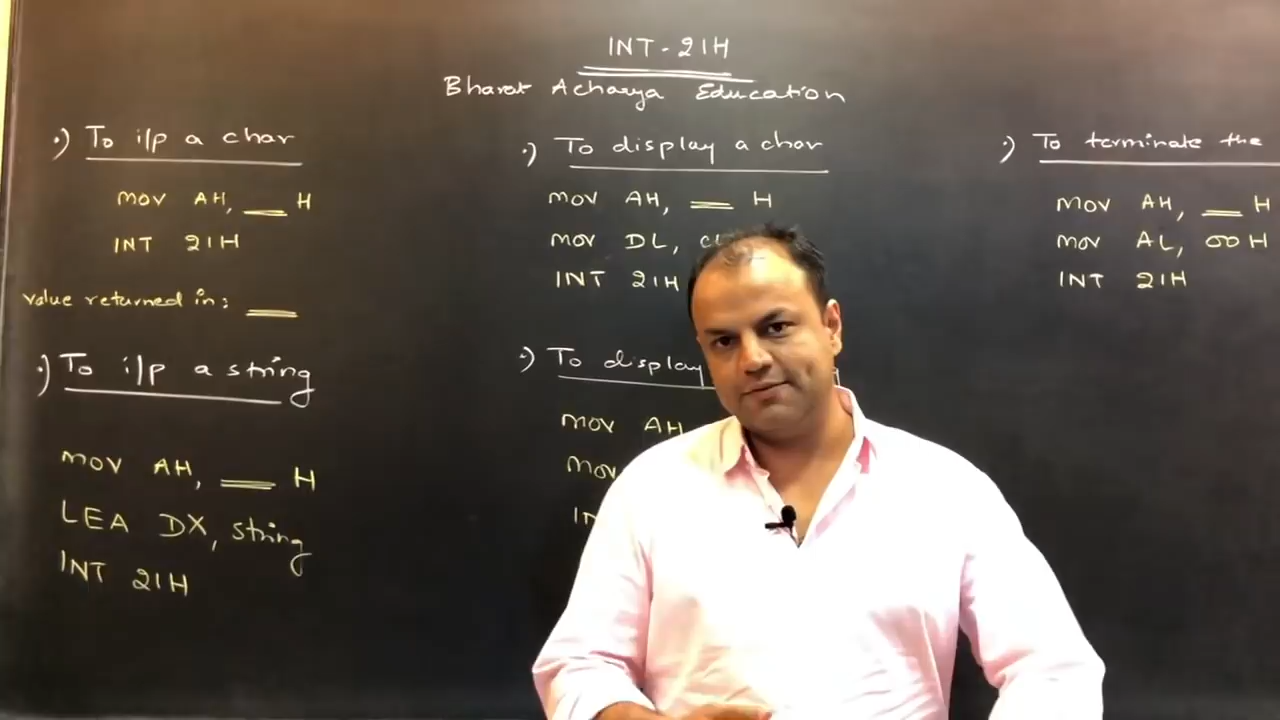 INT - 21H
Bharat Acharya Education
•) To i/p a char
MOV AH, __ H
INT 21H
value returned in: __
•) To i/p a string
MOV AH, __ H
LEA DX, string
INT 21H
•) To display a char
MOV AH, __ H
MOV DL,
INT 21H
•) To display
MOV AH
MOV
•) To terminate the
MOV AH, __ H
MOV AL, 00H
INT 21H